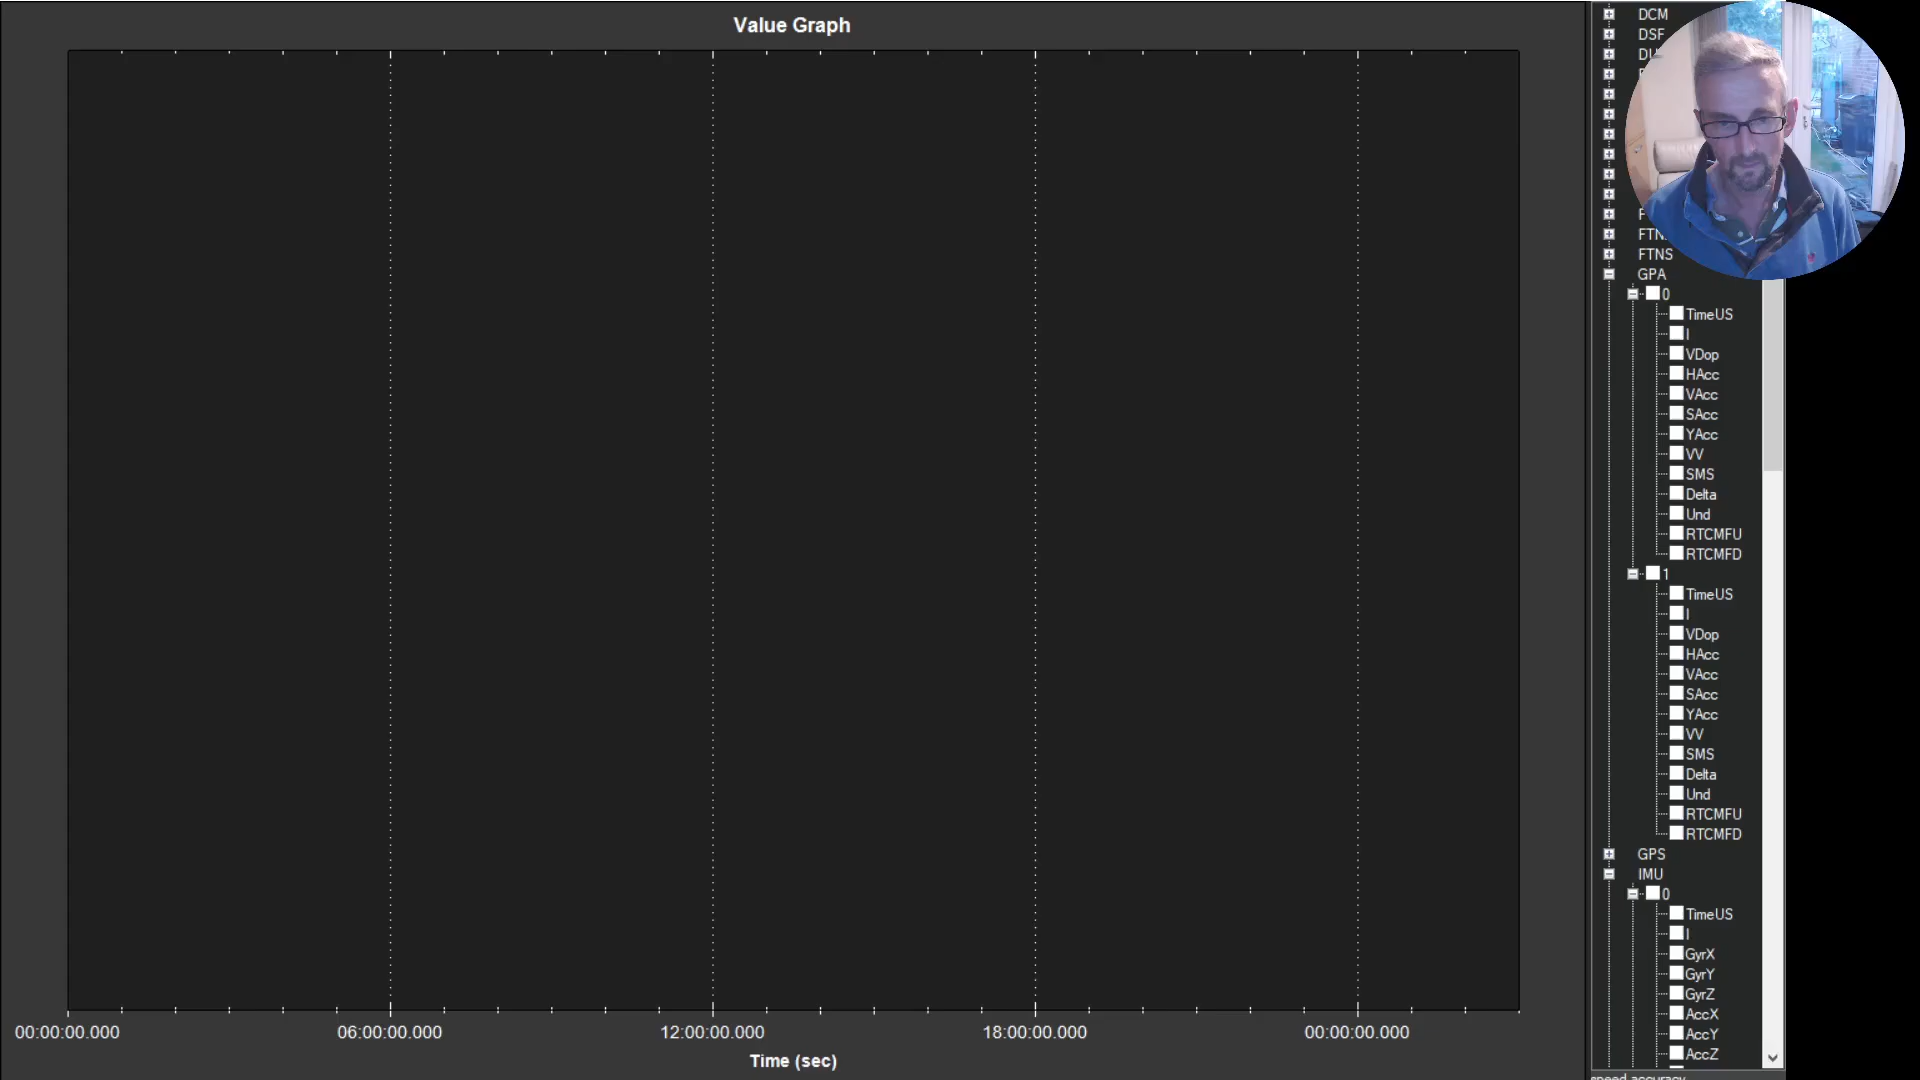 Value Graph
00:00:00.000
06:00:00.000
12:00:00.000
18:00:00.000
00:00:00.000
Time (sec)
DCM
DSF
FTNS
GPA
0
TimeUS
I
VDop
HAcc
VAcc
SAcc
YAcc
VV
SMS
Delta
Und
RTCMFU
RTCMFD
1
TimeUS
I
VDop
HAcc
VAcc
SAcc
YAcc
VV
SMS
Delta
Und
RTCMFU
RTCMFD
GPS
IMU
0
TimeUS
I
GyrX
GyrY
GyrZ
AccX
AccY
AccZ
speed accuracy